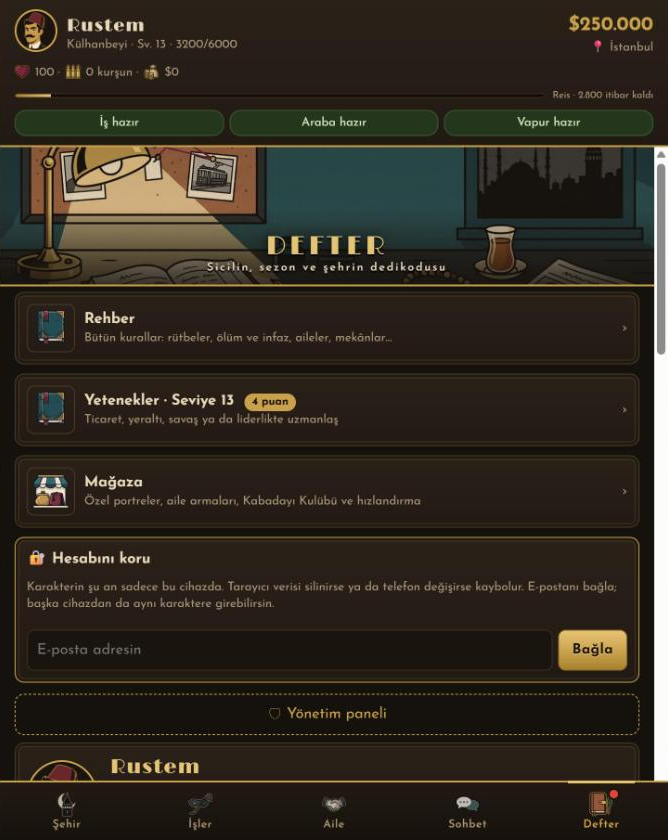 Rustem
$250.000
Külhanbeyi · Sv. 13 · 3200/6000
İstanbul
100 · 0 kurşun · $0
Reis · 2.800 itibar kaldı
İş hazır
Araba hazır
Vapur hazır
DEFTER
Sicilin, sezon ve şehrin dedikodusu
Rehber
Bütün kurallar: rütbeler, ölüm ve infaz, aileler, mekânlar...
Yetenekler · Seviye 13 4 puan
Ticaret, yeraltı, savaş ya da liderlikte uzmanlaş
Mağaza
Özel portreler, aile armaları, Kabadayı Kulübü ve hızlandırma
Hesabını koru
Karakterin şu an sadece bu cihazda. Tarayıcı verisi silinirse ya da telefon değişirse kaybolur. E-postanı bağla;
başka cihazdan da aynı karaktere girebilirsin.
E-posta adresin
Bağla
Yönetim paneli
Rustem
Şehir
İşler
Aile
Sohbet
Defter